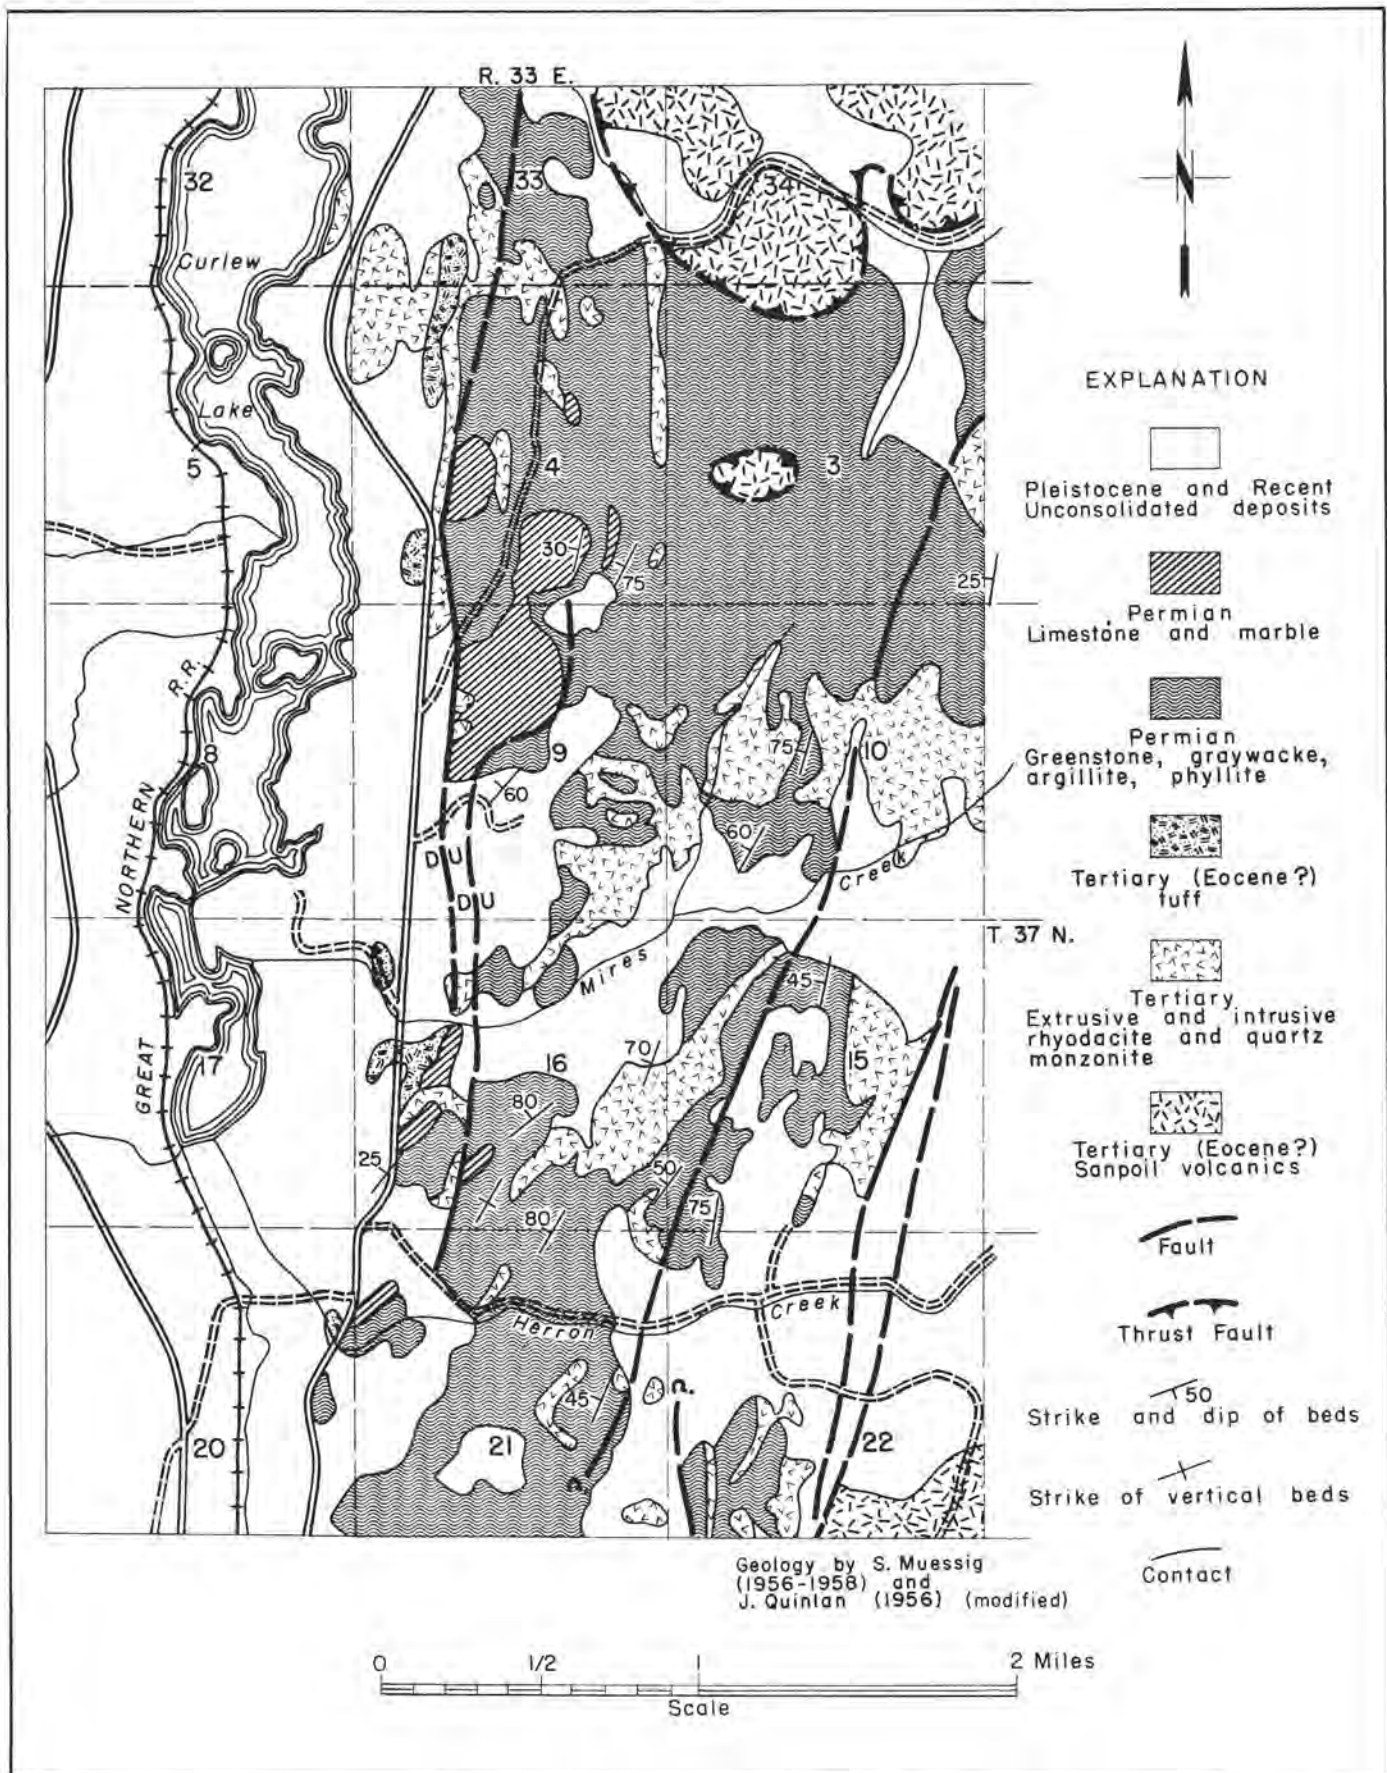 R. 33 E.
32
33
34
Curlew
Lake
5
4
3
30
75
25
R.R.
8
9
75
10
60
NORTHERN
D U
60
Creek
D U
T. 37 N.
Mires
45
GREAT
17
16
70
15
80
25
50
75
80
Creek
Herron
?
45
20
21
22
?
N
EXPLANATION
Pleistocene and Recent
Unconsolidated deposits
Permian
Limestone and marble
Permian
Greenstone, graywacke,
argillite, phyllite
Tertiary (Eocene?)
tuff
Tertiary
Extrusive and intrusive
rhyodacite and quartz
monzonite
Tertiary (Eocene?)
Sanpoil volcanics
Fault
Thrust Fault
50
Strike and dip of beds
Strike of vertical beds
Contact
Geology by S. Muessig
(1956-1958) and
J. Quinlan (1956) (modified)
0 1/2 1 2 Miles
Scale